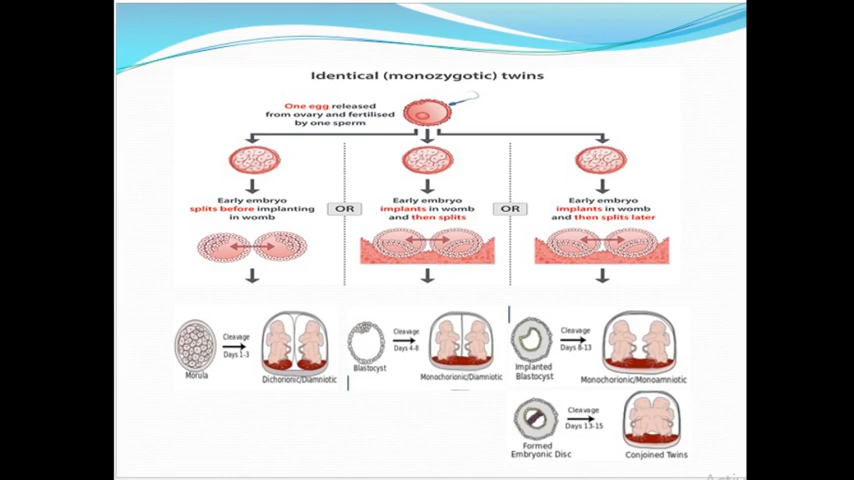 Identical (monozygotic) twins
One egg released
from ovary and fertilised
by one sperm
Early embryo
splits before implanting
in womb
OR
Early embryo
implants in womb
and then splits
OR
Early embryo
implants in womb
and then splits later
Cleavage
Days 1-3
Morula
Dichorionic/Diamniotic
Cleavage
Days 4-8
Blastocyst
Monochorionic/Diamniotic
Cleavage
Days 8-13
Implanted
Blastocyst
Monochorionic/Monoamniotic
Cleavage
Days 13-15
Formed
Embryonic Disc
Conjoined Twins